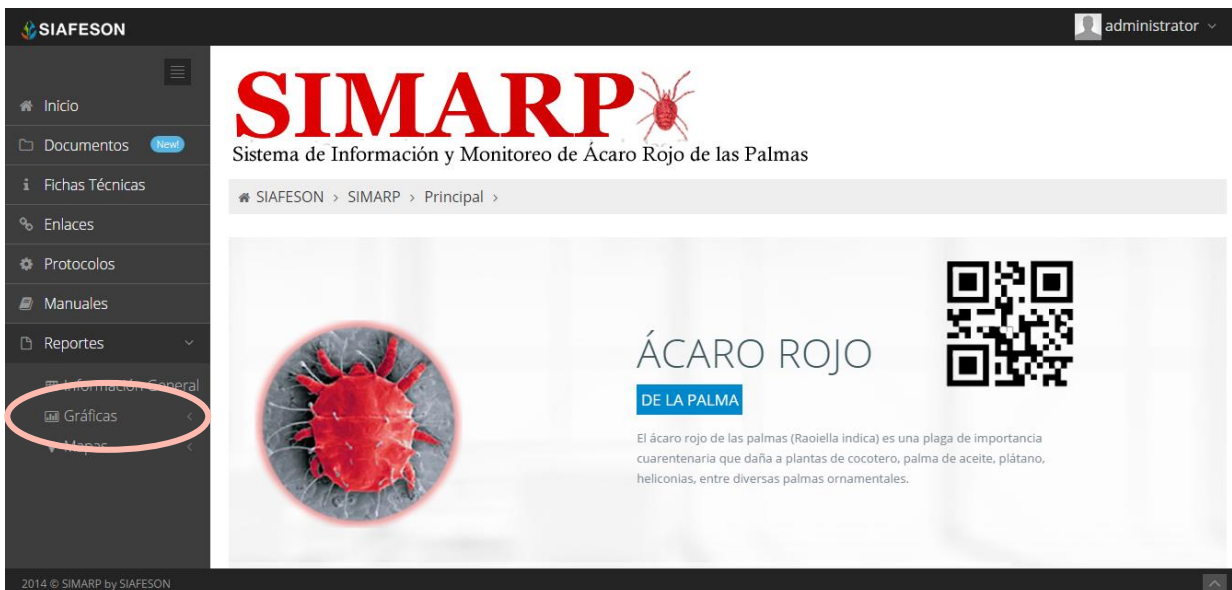 SIAFESON
administrator
Inicio
Documentos New!
Fichas Técnicas
Enlaces
Protocolos
Manuales
Reportes
Información General
Gráficas
Mapas
SIMARP
Sistema de Información y Monitoreo de Ácaro Rojo de las Palmas
SIAFESON > SIMARP > Principal >
ÁCARO ROJO
DE LA PALMA
El ácaro rojo de las palmas (Raoiella indica) es una plaga de importancia
cuarentenaria que daña a plantas de cocotero, palma de aceite, plátano,
heliconias, entre diversas palmas ornamentales.
2014 © SIMARP by SIAFESON